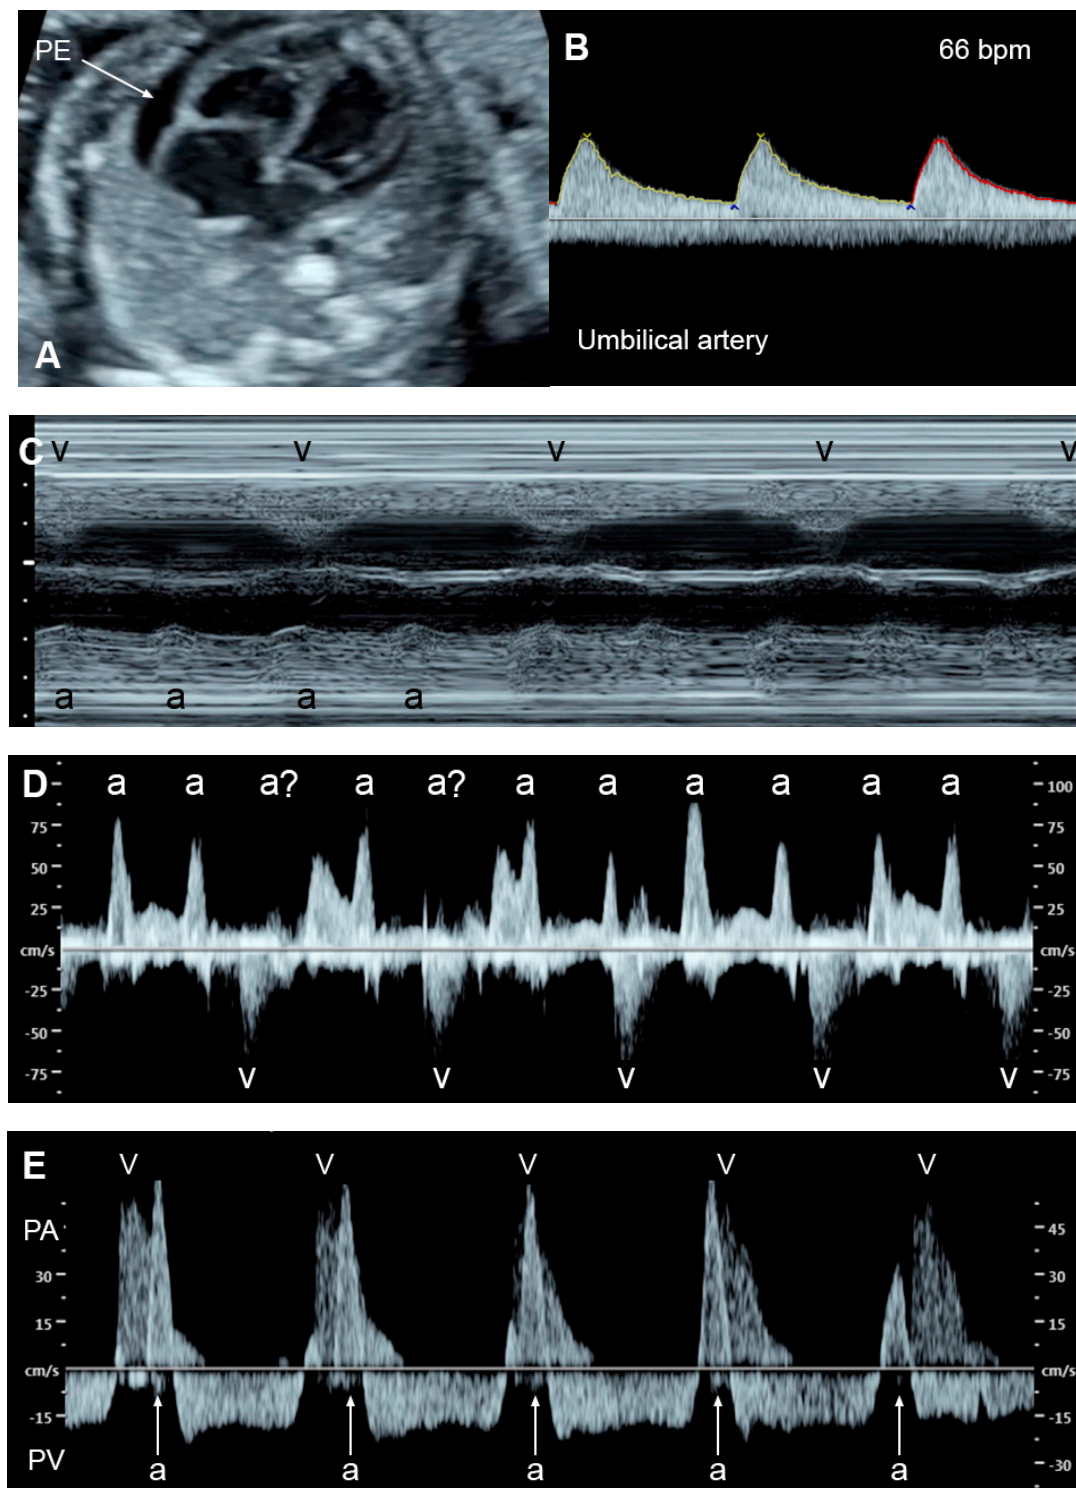 PE
A
B
66 bpm
Umbilical artery
C
v v v v v
a a a a
D
a a a? a a? a a a a a a
100
75 75
50 50
25 25
cm/s cm/s
-25 -25
-50 -50
-75 -75
v v v v v
E
V V V V V
PA
45
30 30
15 15
cm/s cm/s
-15 -15
PV
-30
a a a a a